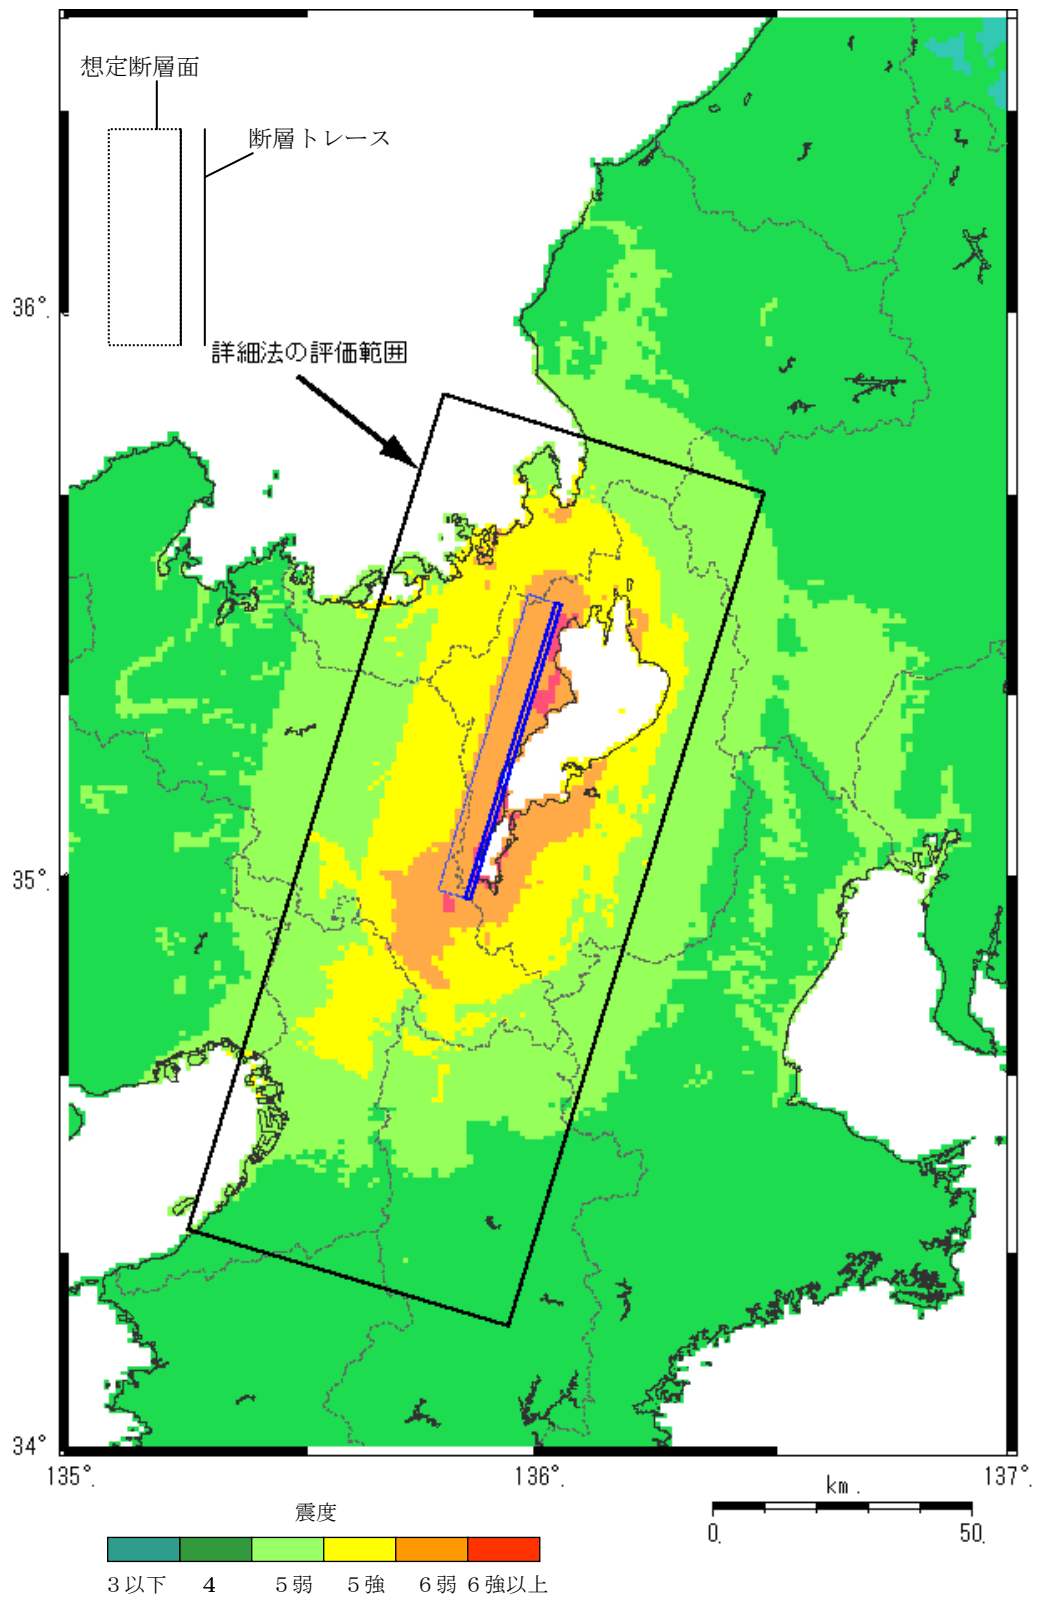 想定断層面
断層トレース
36°.
詳細法の評価範囲
35°.
34°.
135°.
136°.
137°.
km.
0.
50.
震度
3以下
4
5弱
5強
6弱
6強以上